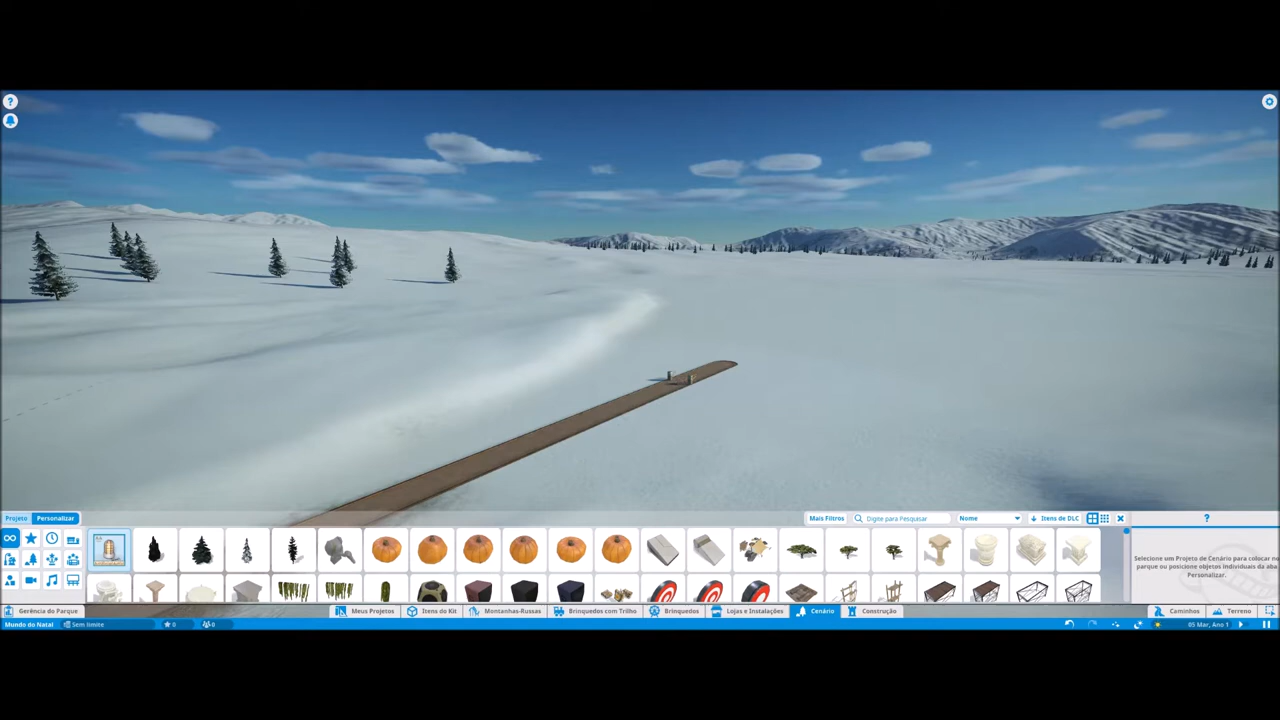 ?
Projeto Personalizar
Mais Filtros Digite para Pesquisar Nome Itens de DLC ?
Selecione um Projeto de Cenário para colocar no
parque ou posicione objetos individuais da aba
Personalizar.
Gerência do Parque Meus Projetos Itens do Kit Montanhas-Russas Brinquedos com Trilho Brinquedos Lojas e Instalações Cenário Construção Caminhos Terreno
Mundo do Natal Sem limite 0 0 05 Mar, Ano 1